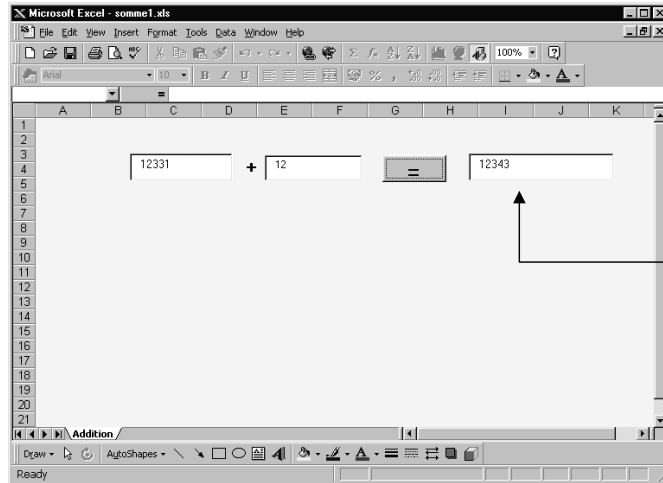 Microsoft Excel - somme1.xls
File Edit View Insert Format Tools Data Window Help
100%
Arial 10 B I U %
=
A B C D E F G H I J K
1
2
3
4
5
6
7
8
9
10
11
12
13
14
15
16
17
18
19
20
21
12331 + 12 = 12343
Addition
Draw AutoShapes
Ready